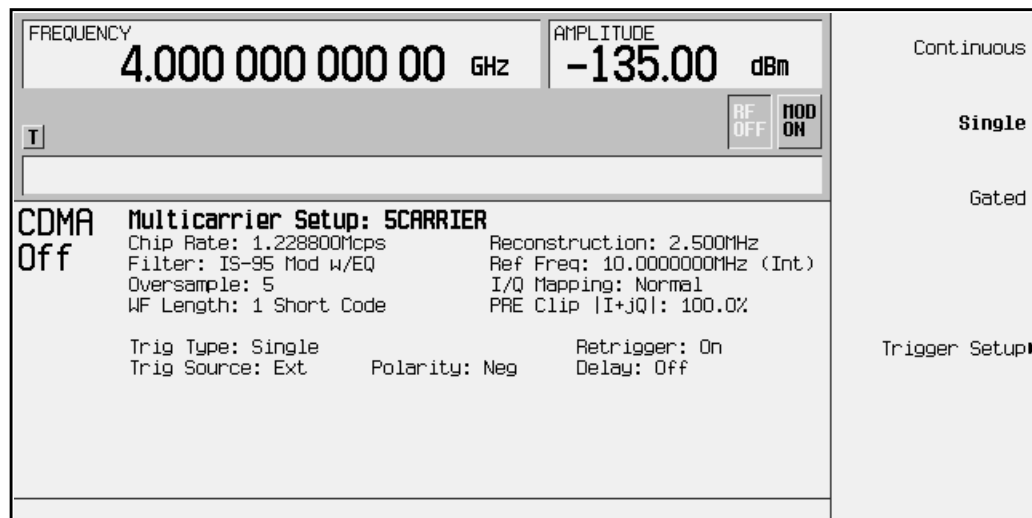 FREQUENCY
4.000 000 000 00 GHz
AMPLITUDE
-135.00 dBm
RF OFF
MOD ON
T
CDMA Off
Multicarrier Setup: 5CARRIER
Chip Rate: 1.228800Mcps
Reconstruction: 2.500MHz
Filter: IS-95 Mod w/EQ
Ref Freq: 10.0000000MHz (Int)
Oversample: 5
I/Q Mapping: Normal
WF Length: 1 Short Code
PRE Clip |I+jQ|: 100.0%
Trig Type: Single
Retrigger: On
Trig Source: Ext
Polarity: Neg
Delay: Off
Continuous
Single
Gated
Trigger Setup